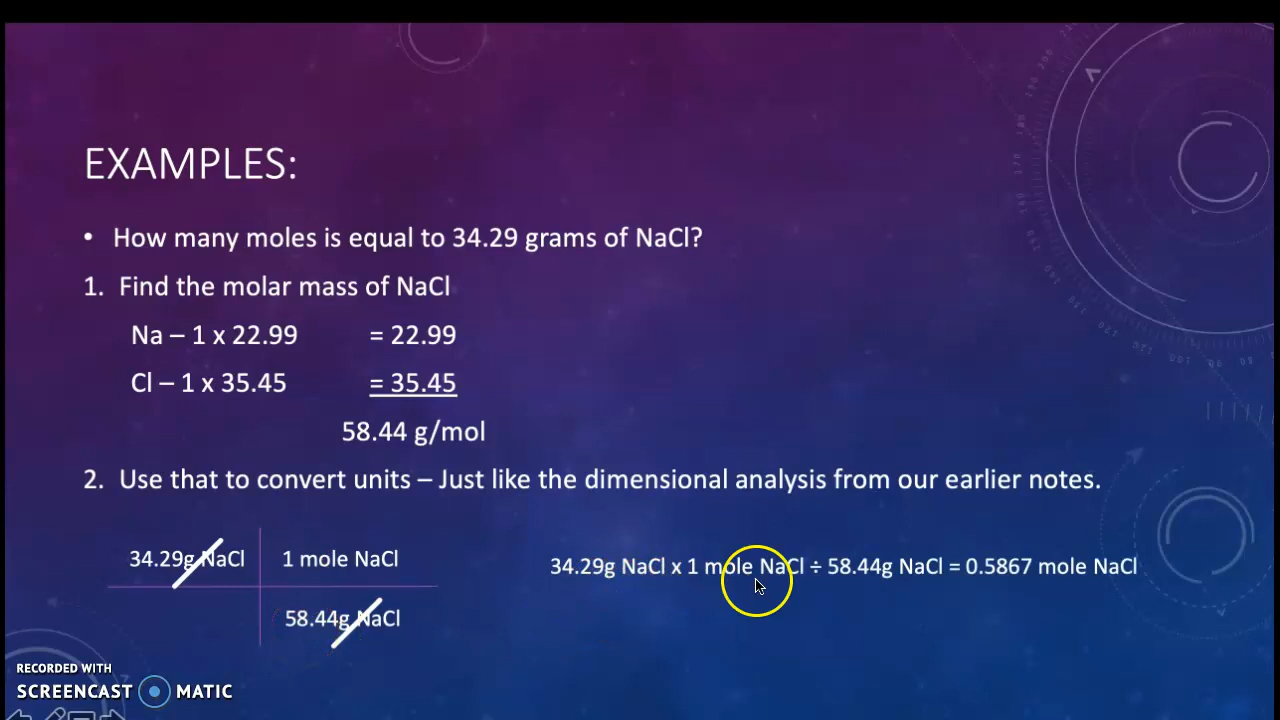 EXAMPLES:
• How many moles is equal to 34.29 grams of NaCl?
1. Find the molar mass of NaCl
Na – 1 x 22.99 = 22.99
Cl – 1 x 35.45 = 35.45
58.44 g/mol
2. Use that to convert units – Just like the dimensional analysis from our earlier notes.
34.29g NaCl 1 mole NaCl
58.44g NaCl
34.29g NaCl x 1 mole NaCl ÷ 58.44g NaCl = 0.5867 mole NaCl
RECORDED WITH
SCREENCAST MATIC